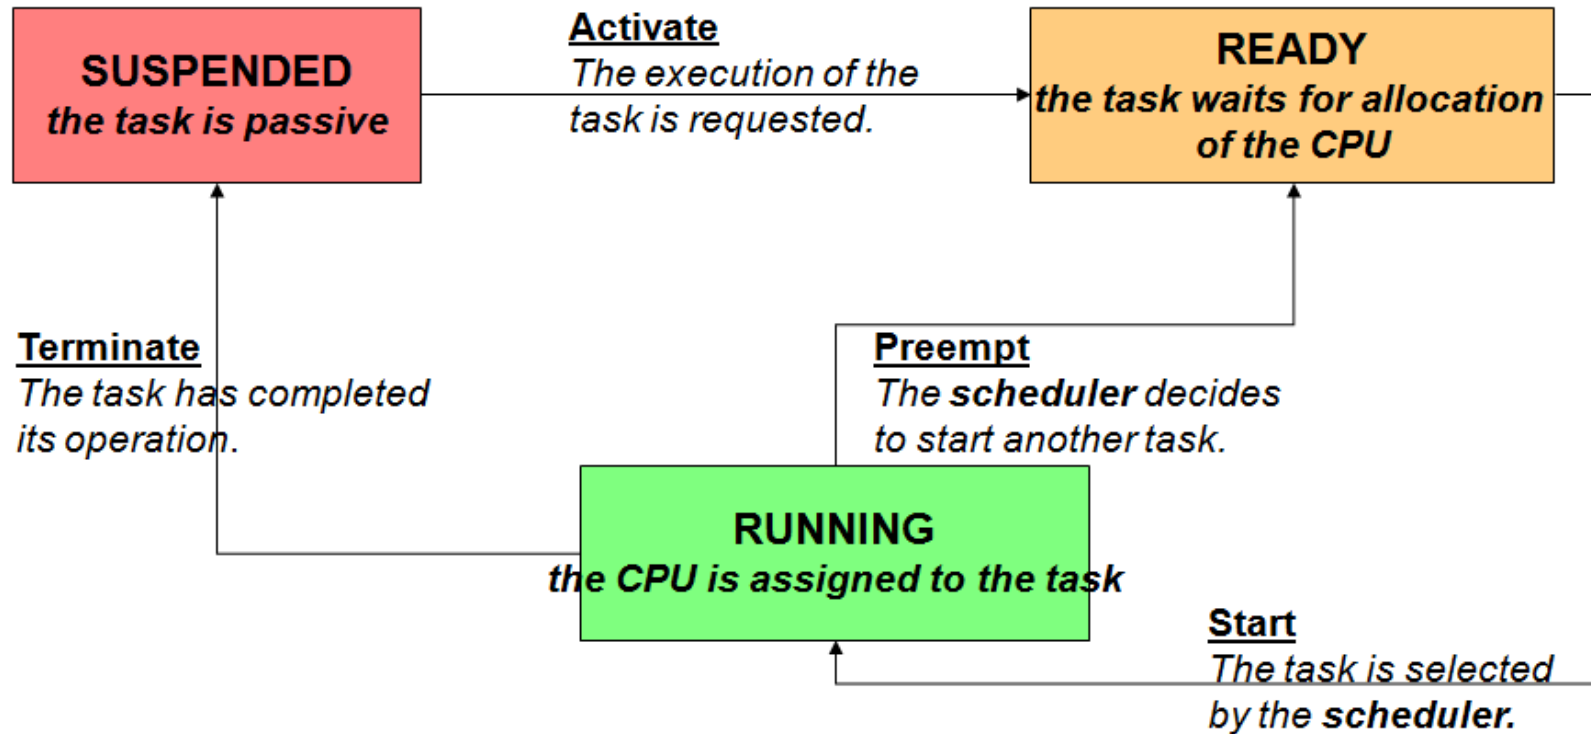 SUSPENDED
the task is passive
Activate
The execution of the
task is requested.
READY
the task waits for allocation
of the CPU
Terminate
The task has completed
its operation.
Preempt
The scheduler decides
to start another task.
RUNNING
the CPU is assigned to the task
Start
The task is selected
by the scheduler.